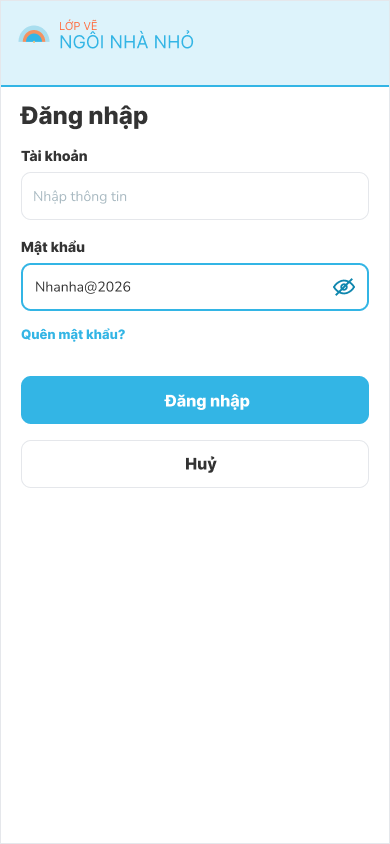 LỚP VẼ
NGÔI NHÀ NHỎ
Đăng nhập
Tài khoản
Nhập thông tin
Mật khẩu
Nhanha@2026
Quên mật khẩu?
Đăng nhập
Huỷ